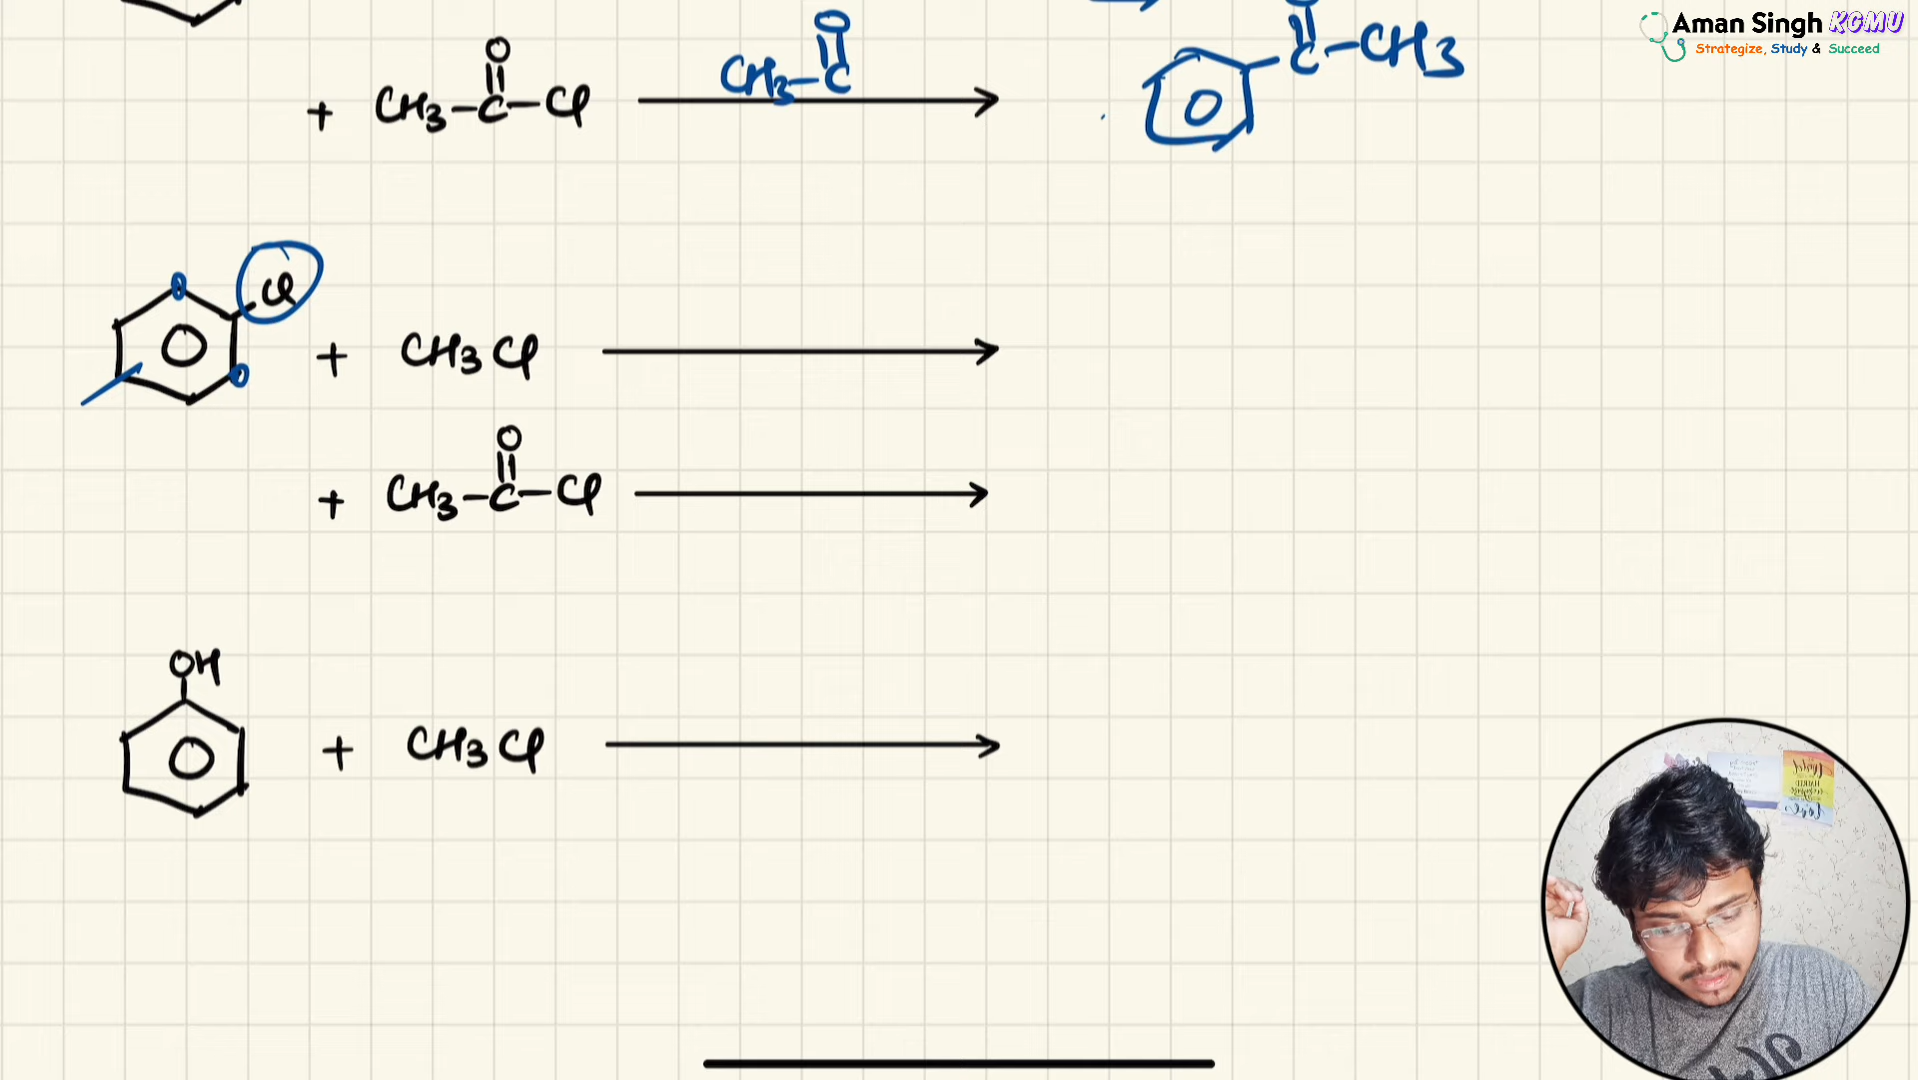 Aman Singh KGMU
Strategize, Study & Succeed
O
O
+ CH3–C–Cl
CH3–C
C–CH3
O
Cl
O
+ CH3Cl
O
+ CH3–C–Cl
OH
O
+ CH3Cl